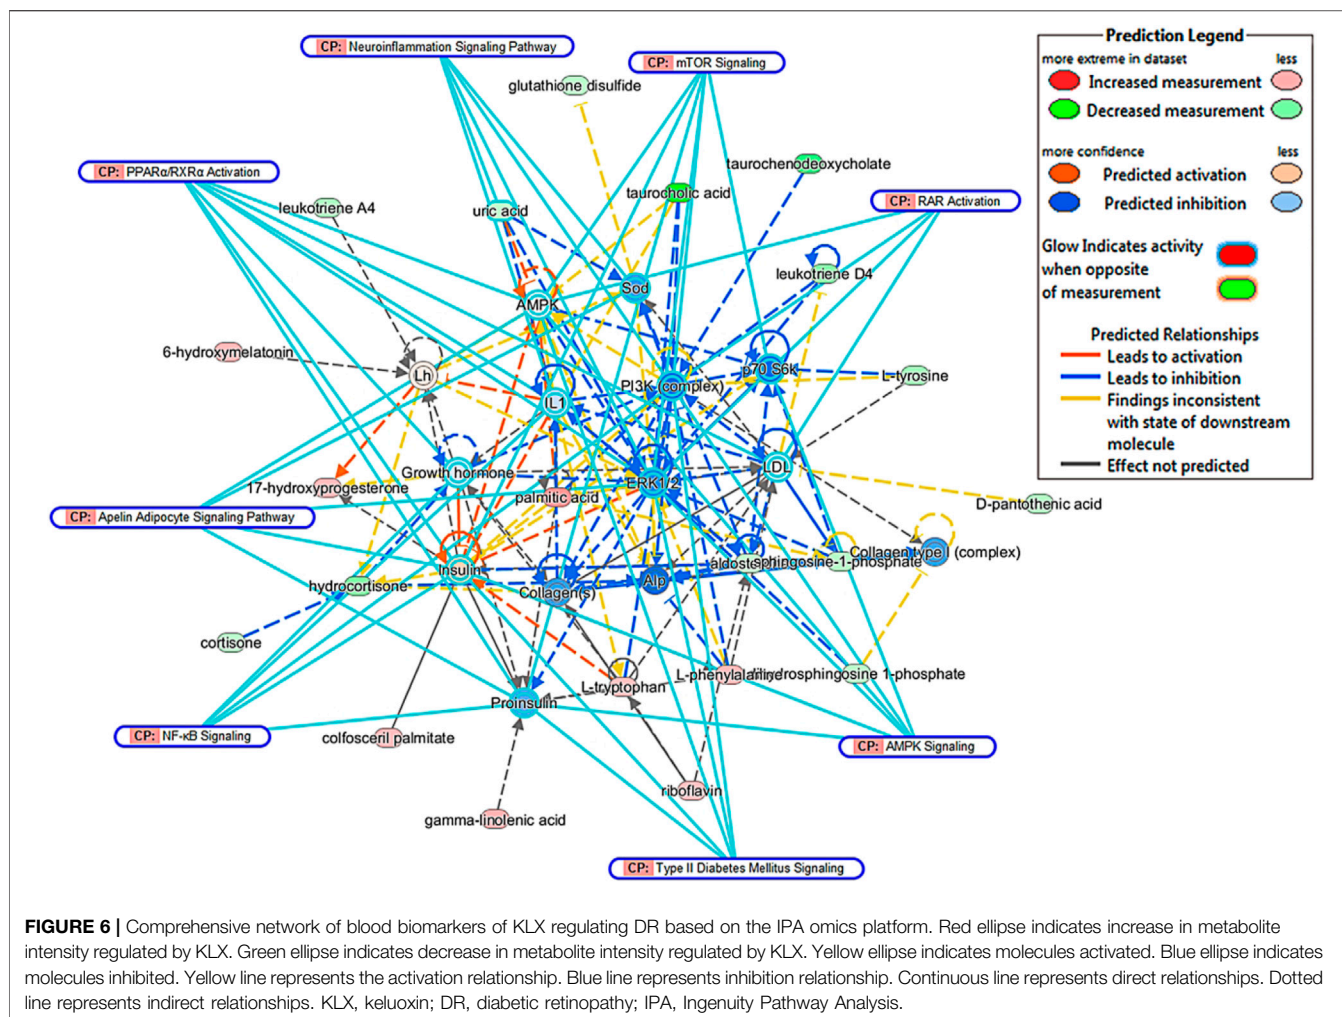 CP: Neuroinflammation Signaling Pathway
CP: mTOR Signaling
glutathione disulfide
taurochenodeoxycholate
CP: PPARα/RXRα Activation
taurocholic acid
CP: RAR Activation
leukotriene A4
uric acid
leukotriene D4
Sod
AMPK
6-hydroxymelatonin
Lh
PI3K (complex)
p70 S6k
L-tyrosine
IL1
Growth hormone
LDL
17-hydroxyprogesterone
ERK1/2
palmitic acid
D-pantothenic acid
CP: Apelin Adipocyte Signaling Pathway
Collagen type I (complex)
sphingosine-1-phosphate
Insulin
hydrocortisone
Collagen(s)
Alp
cortisone
L-phenylalanine
L-tryptophan
Proinsulin
CP: NF-κB Signaling
colfosceril palmitate
CP: AMPK Signaling
riboflavin
gamma-linolenic acid
CP: Type II Diabetes Mellitus Signaling
Prediction Legend
more extreme in dataset less
Increased measurement
Decreased measurement
more confidence less
Predicted activation
Predicted inhibition
Glow Indicates activity
when opposite
of measurement
Predicted Relationships
Leads to activation
Leads to inhibition
Findings inconsistent
with state of downstream
molecule
Effect not predicted
FIGURE 6 | Comprehensive network of blood biomarkers of KLX regulating DR based on the IPA omics platform. Red ellipse indicates increase in metabolite
intensity regulated by KLX. Green ellipse indicates decrease in metabolite intensity regulated by KLX. Yellow ellipse indicates molecules activated. Blue ellipse indicates
molecules inhibited. Yellow line represents the activation relationship. Blue line represents inhibition relationship. Continuous line represents direct relationships. Dotted
line represents indirect relationships. KLX, keluoxin; DR, diabetic retinopathy; IPA, Ingenuity Pathway Analysis.